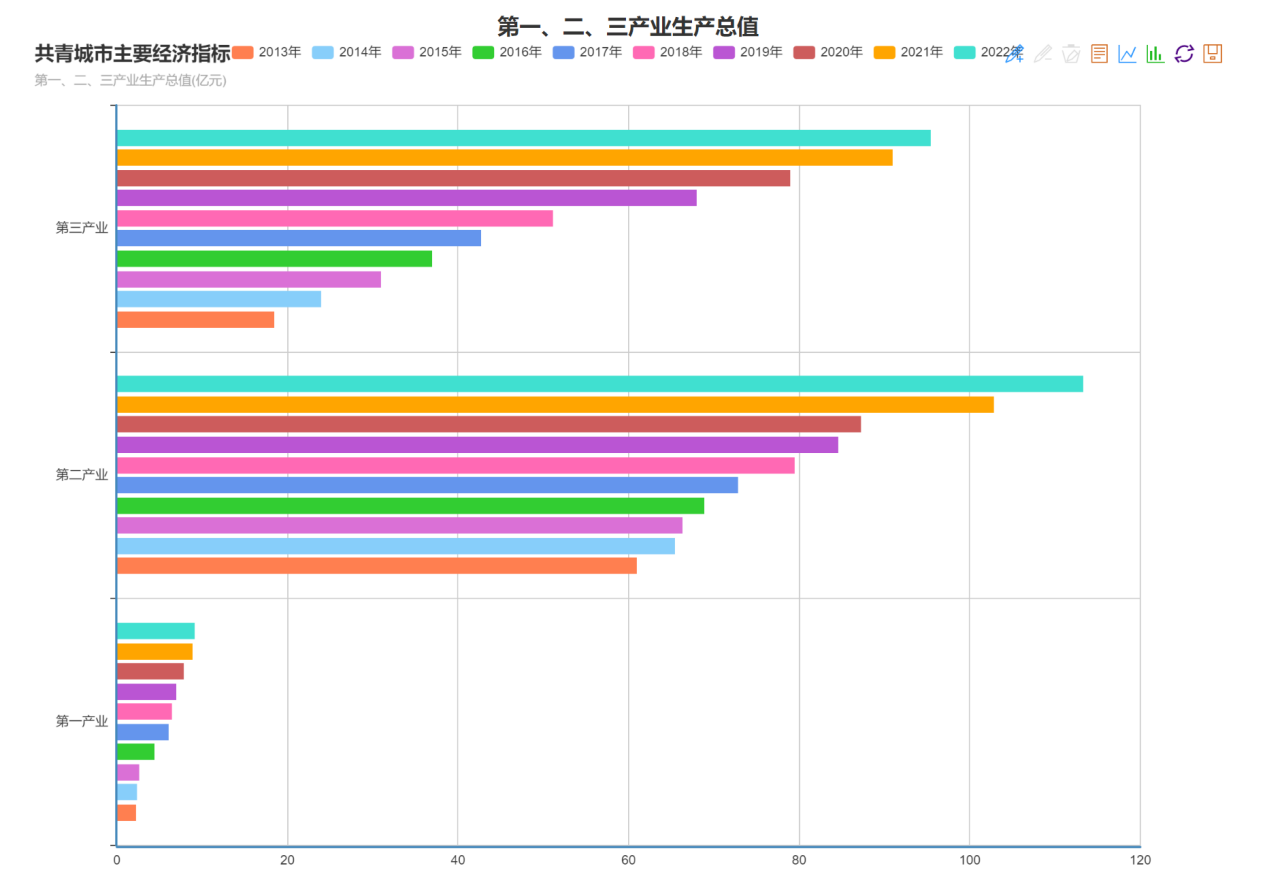 第一、二、三产业生产总值
共青城市主要经济指标
2013年 2014年 2015年 2016年 2017年 2018年 2019年 2020年 2021年 2022年
第一、二、三产业生产总值(亿元)
第三产业
第二产业
第一产业
0 20 40 60 80 100 120